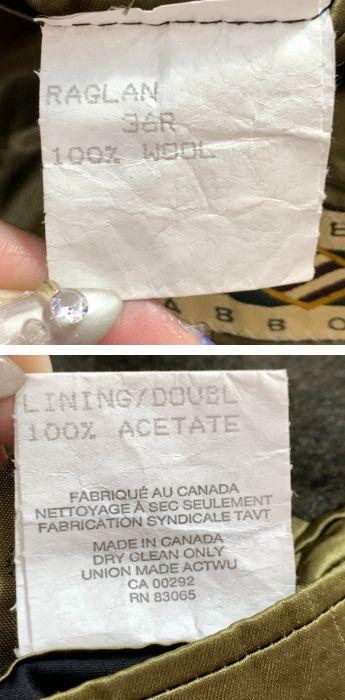 RAGLAN
36R
100% WOOL
E
A B B O
LINING/DOUBL
100% ACETATE
FABRIQUÉ AU CANADA
NETTOYAGE À SEC SEULEMENT
FABRICATION SYNDICALE TAVT
MADE IN CANADA
DRY CLEAN ONLY
UNION MADE ACTWU
CA 00292
RN 83065